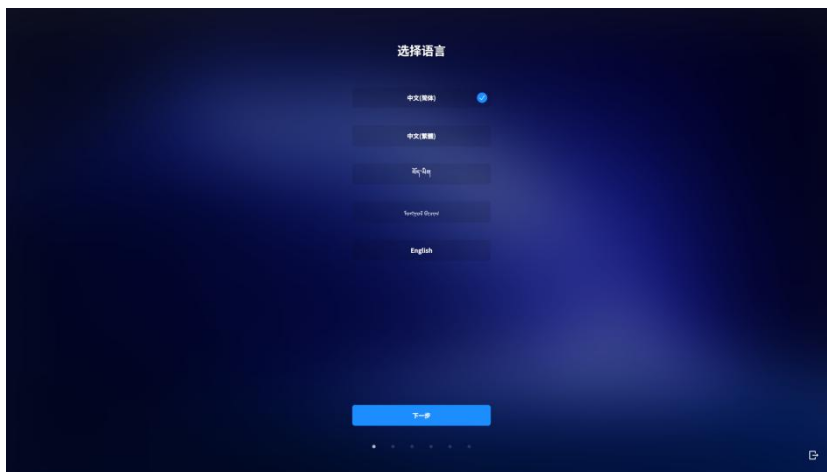 选择语言
中文(简体)
中文(繁體)
བོད་ཡིག
English
下一步